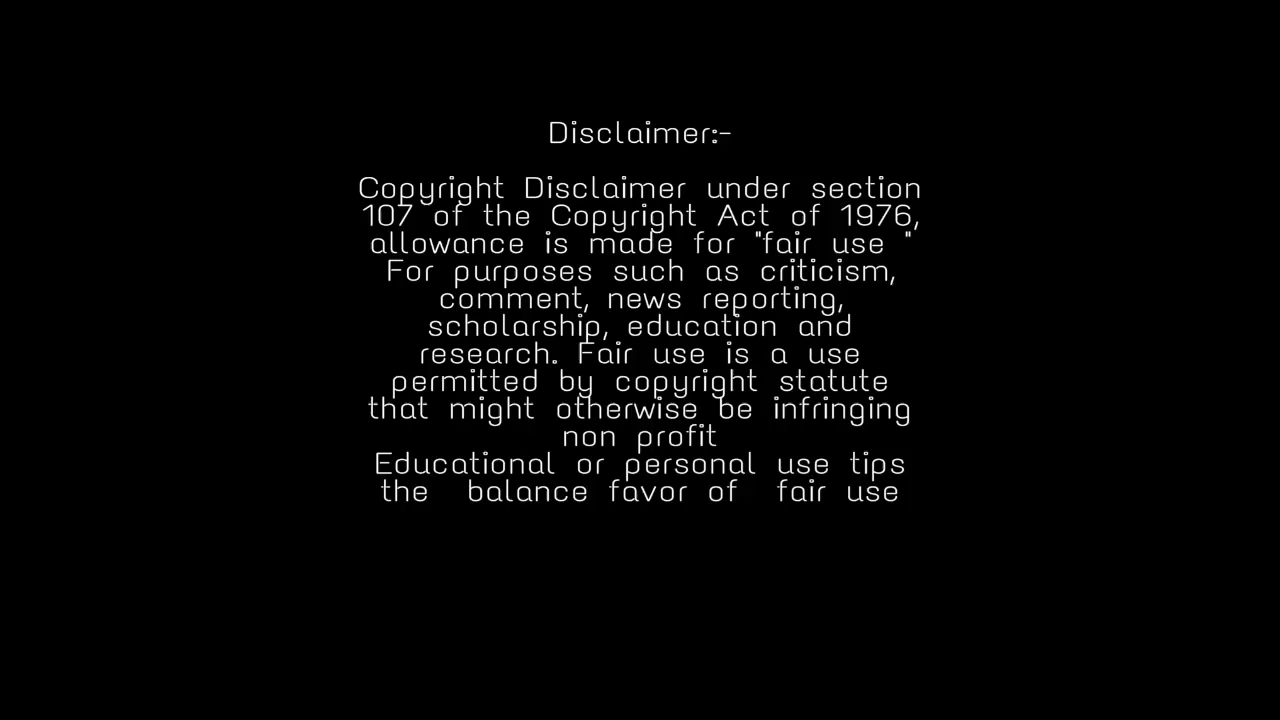 Disclaimer:-
Copyright Disclaimer under section
107 of the Copyright Act of 1976,
allowance is made for "fair use "
For purposes such as criticism,
comment, news reporting,
scholarship, education and
research. Fair use is a use
permitted by copyright statute
that might otherwise be infringing
non profit
Educational or personal use tips
the balance favor of fair use